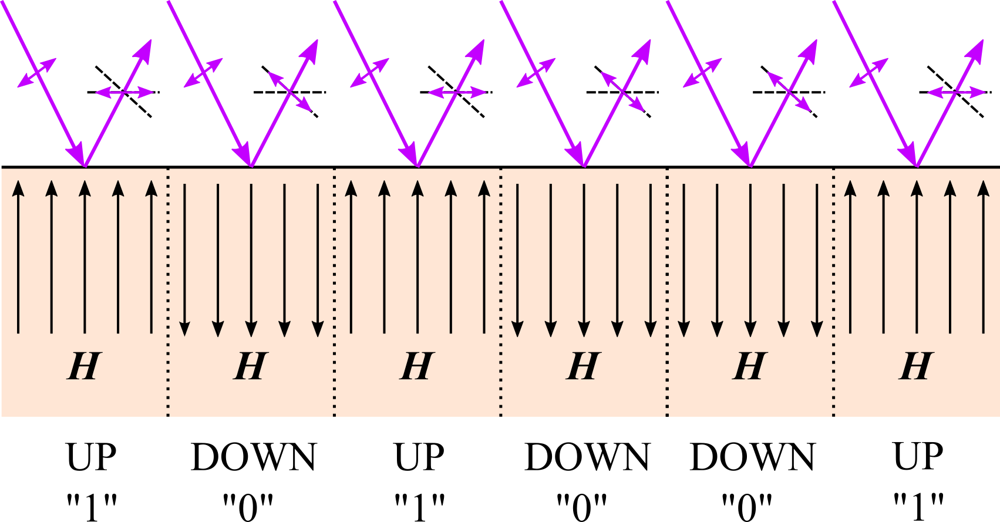 H H H H H H
UP DOWN UP DOWN DOWN UP
"1" "0" "1" "0" "0" "1"